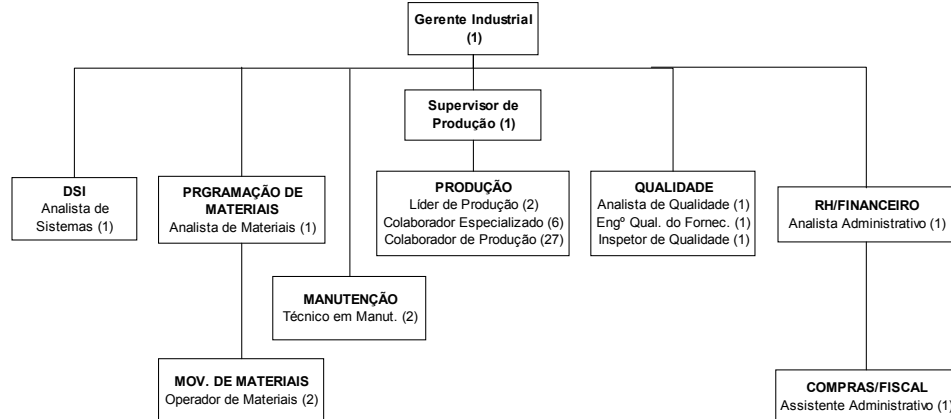 Gerente Industrial
(1)
Supervisor de
Produção (1)
DSI
Analista de
Sistemas (1)
PRGRAMAÇÃO DE
MATERIAIS
Analista de Materiais (1)
PRODUÇÃO
Líder de Produção (2)
Colaborador Especializado (6)
Colaborador de Produção (27)
QUALIDADE
Analista de Qualidade (1)
Engº Qual. do Fornec. (1)
Inspetor de Qualidade (1)
RH/FINANCEIRO
Analista Administrativo (1)
MANUTENÇÃO
Técnico em Manut. (2)
MOV. DE MATERIAIS
Operador de Materiais (2)
COMPRAS/FISCAL
Assistente Administrativo (1)